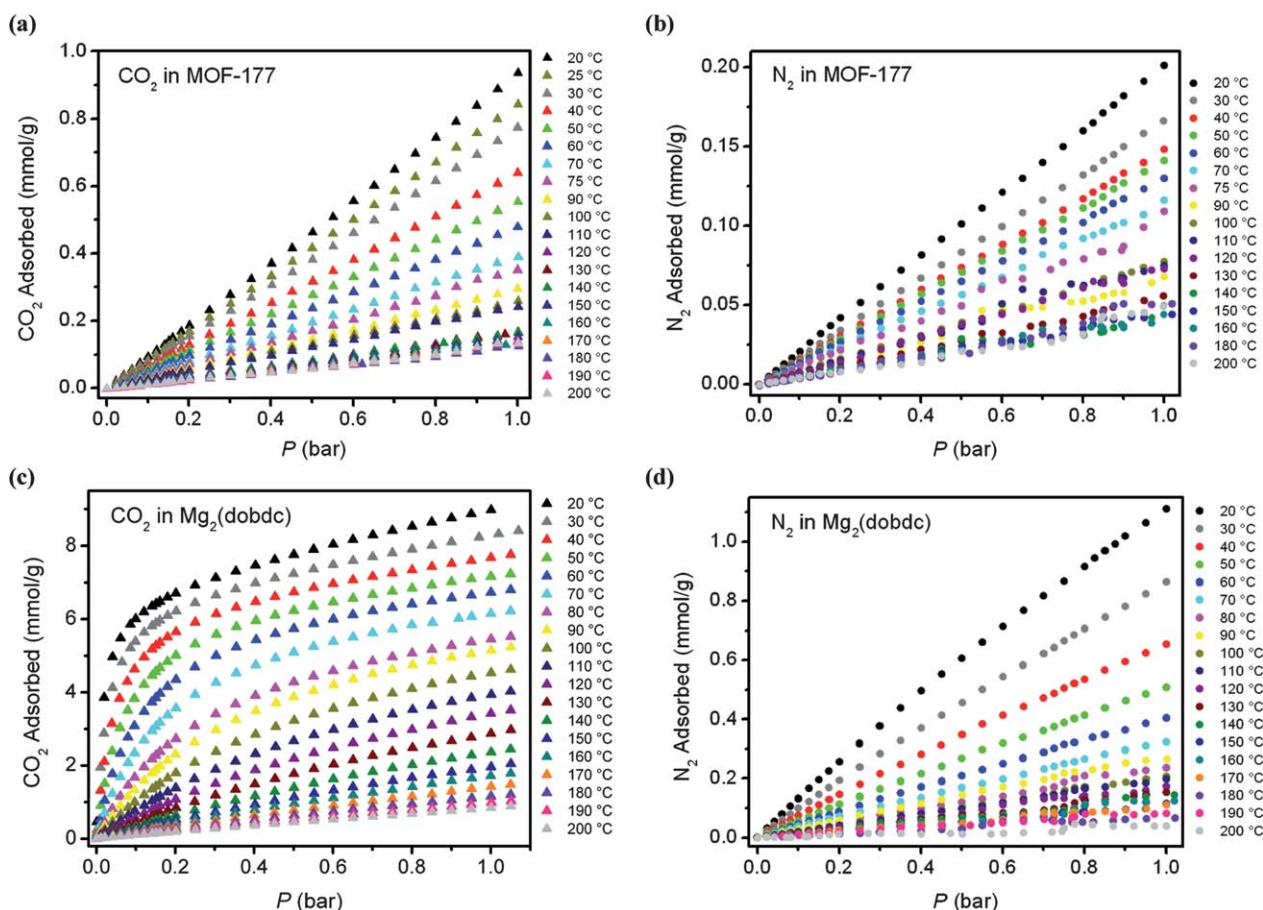 (a)
CO₂ in MOF-177
CO₂ Adsorbed (mmol/g)
1.0
0.8
0.6
0.4
0.2
0.0
0.0 0.2 0.4 0.6 0.8 1.0
P (bar)
20 °C
25 °C
30 °C
40 °C
50 °C
60 °C
70 °C
75 °C
90 °C
100 °C
110 °C
120 °C
130 °C
140 °C
150 °C
160 °C
170 °C
180 °C
190 °C
200 °C
(b)
N₂ in MOF-177
N₂ Adsorbed (mmol/g)
0.20
0.15
0.10
0.05
0.00
0.0 0.2 0.4 0.6 0.8 1.0
P (bar)
20 °C
30 °C
40 °C
50 °C
60 °C
70 °C
75 °C
90 °C
100 °C
110 °C
120 °C
130 °C
140 °C
150 °C
160 °C
180 °C
200 °C
(c)
CO₂ in Mg₂(dobdc)
CO₂ Adsorbed (mmol/g)
8
6
4
2
0
0.0 0.2 0.4 0.6 0.8 1.0
P (bar)
20 °C
30 °C
40 °C
50 °C
60 °C
70 °C
80 °C
90 °C
100 °C
110 °C
120 °C
130 °C
140 °C
150 °C
160 °C
170 °C
180 °C
190 °C
200 °C
(d)
N₂ in Mg₂(dobdc)
N₂ Adsorbed (mmol/g)
1.0
0.8
0.6
0.4
0.2
0.0
0.0 0.2 0.4 0.6 0.8 1.0
P (bar)
20 °C
30 °C
40 °C
50 °C
60 °C
70 °C
80 °C
90 °C
100 °C
110 °C
120 °C
130 °C
140 °C
150 °C
160 °C
170 °C
180 °C
190 °C
200 °C